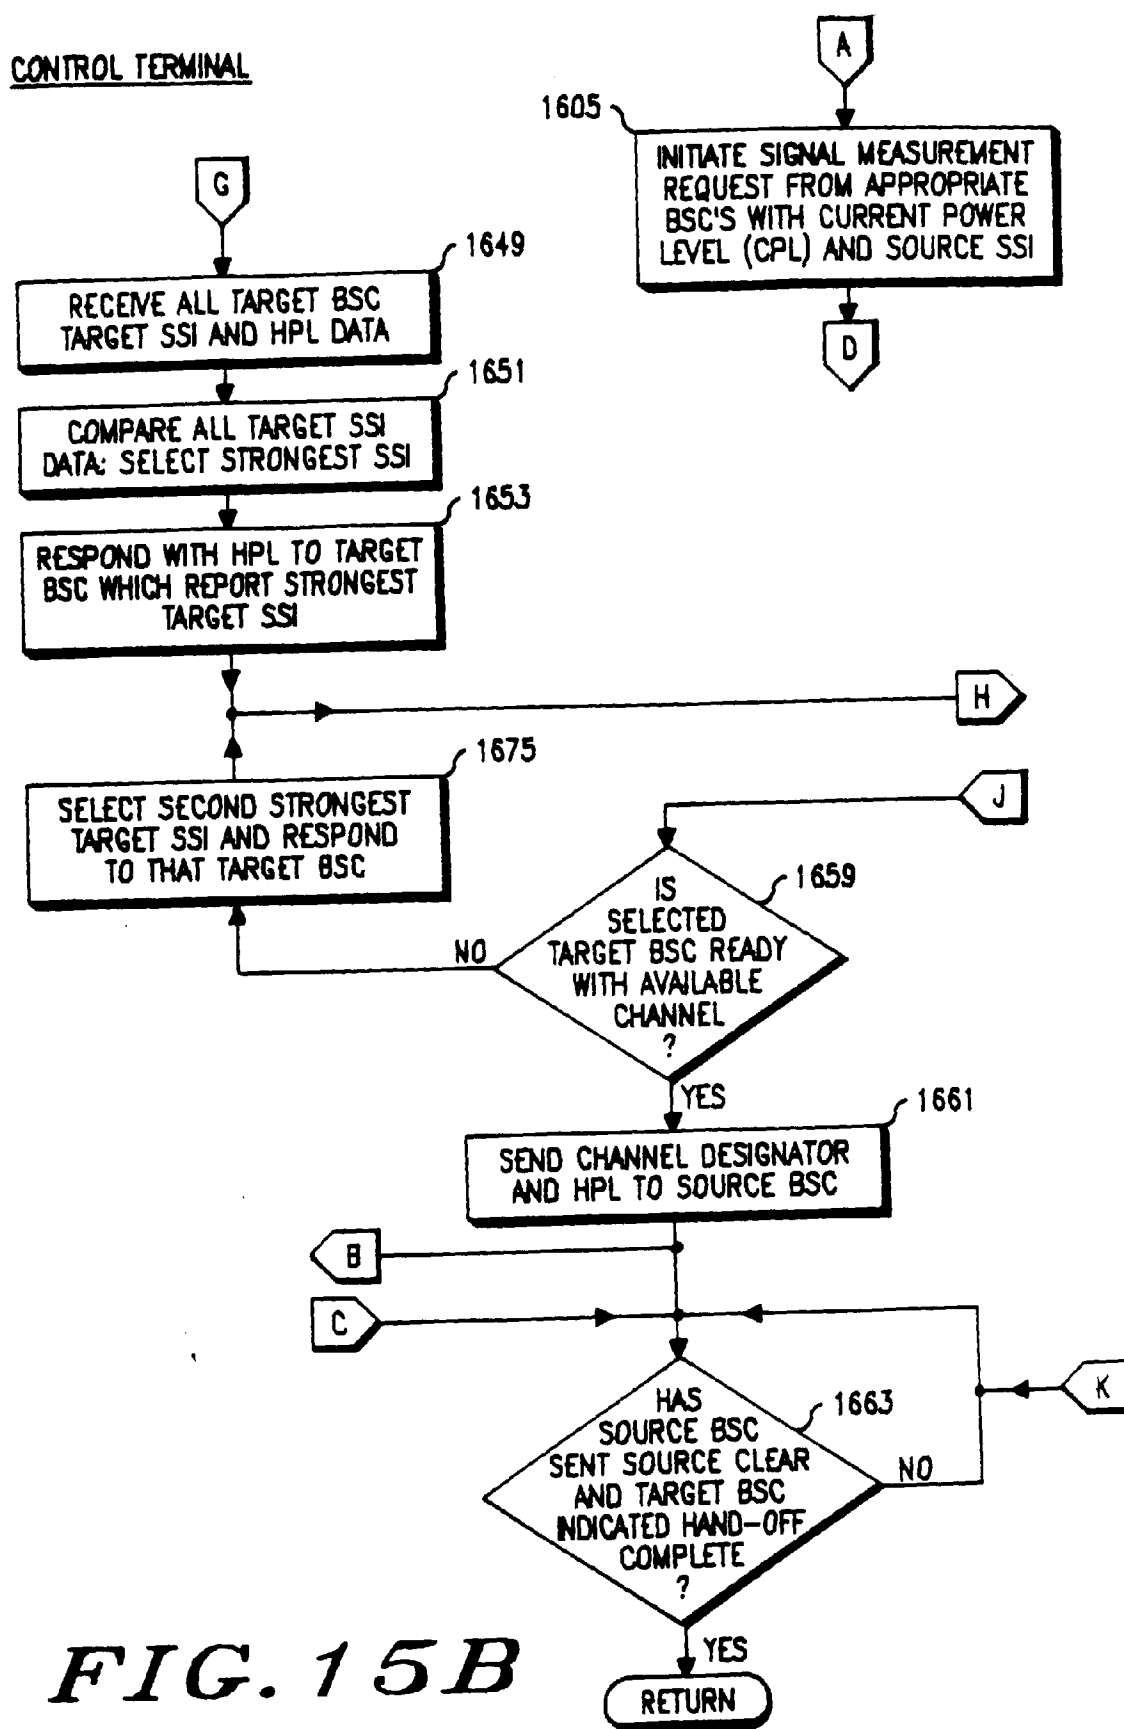 CONTROL TERMINAL
A
1605
INITIATE SIGNAL MEASUREMENT
REQUEST FROM APPROPRIATE
BSC'S WITH CURRENT POWER
LEVEL (CPL) AND SOURCE SSI
D
G
1649
RECEIVE ALL TARGET BSC
TARGET SSI AND HPL DATA
1651
COMPARE ALL TARGET SSI
DATA: SELECT STRONGEST SSI
1653
RESPOND WITH HPL TO TARGET
BSC WHICH REPORT STRONGEST
TARGET SSI
H
1675
SELECT SECOND STRONGEST
TARGET SSI AND RESPOND
TO THAT TARGET BSC
J
1659
IS
SELECTED
TARGET BSC READY
WITH AVAILABLE
CHANNEL
?
NO
YES
1661
SEND CHANNEL DESIGNATOR
AND HPL TO SOURCE BSC
B
C
K
1663
HAS
SOURCE BSC
SENT SOURCE CLEAR
AND TARGET BSC
INDICATED HAND-OFF
COMPLETE
?
NO
YES
RETURN
FIG. 15B